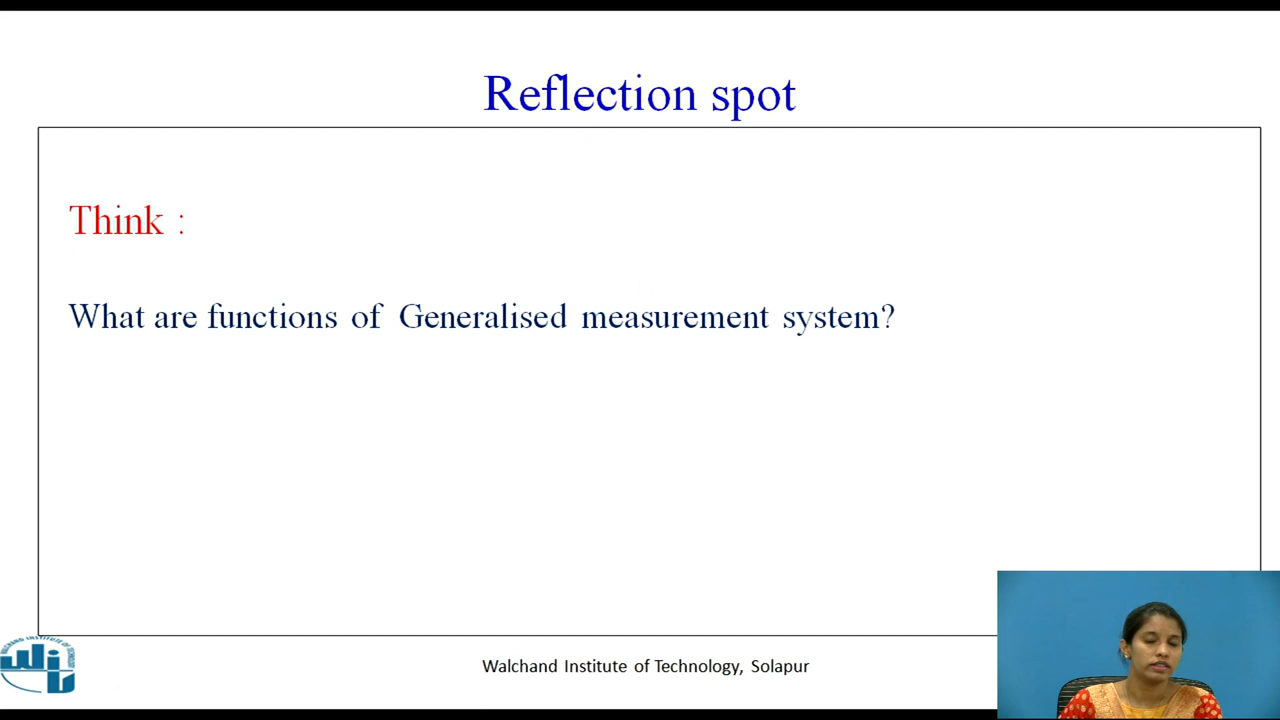 Reflection spot
Think :
What are functions of Generalised measurement system?
Walchand Institute of Technology, Solapur